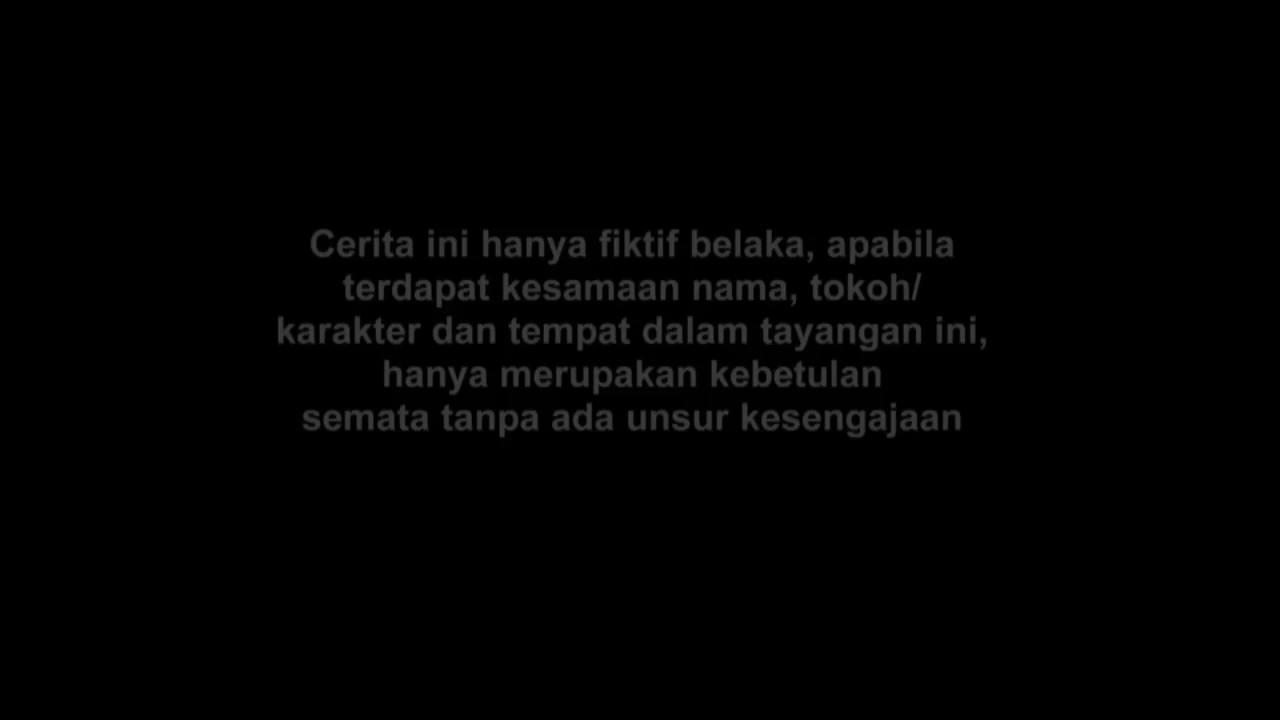 Cerita ini hanya fiktif belaka, apabila
terdapat kesamaan nama, tokoh/
karakter dan tempat dalam tayangan ini,
hanya merupakan kebetulan
semata tanpa ada unsur kesengajaan